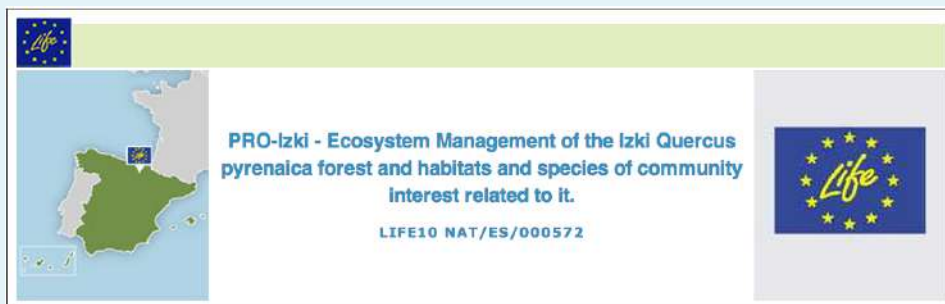 Life
PRO-Izki - Ecosystem Management of the Izki Quercus
pyrenaica forest and habitats and species of community
interest related to it.
LIFE10 NAT/ES/000572
Life